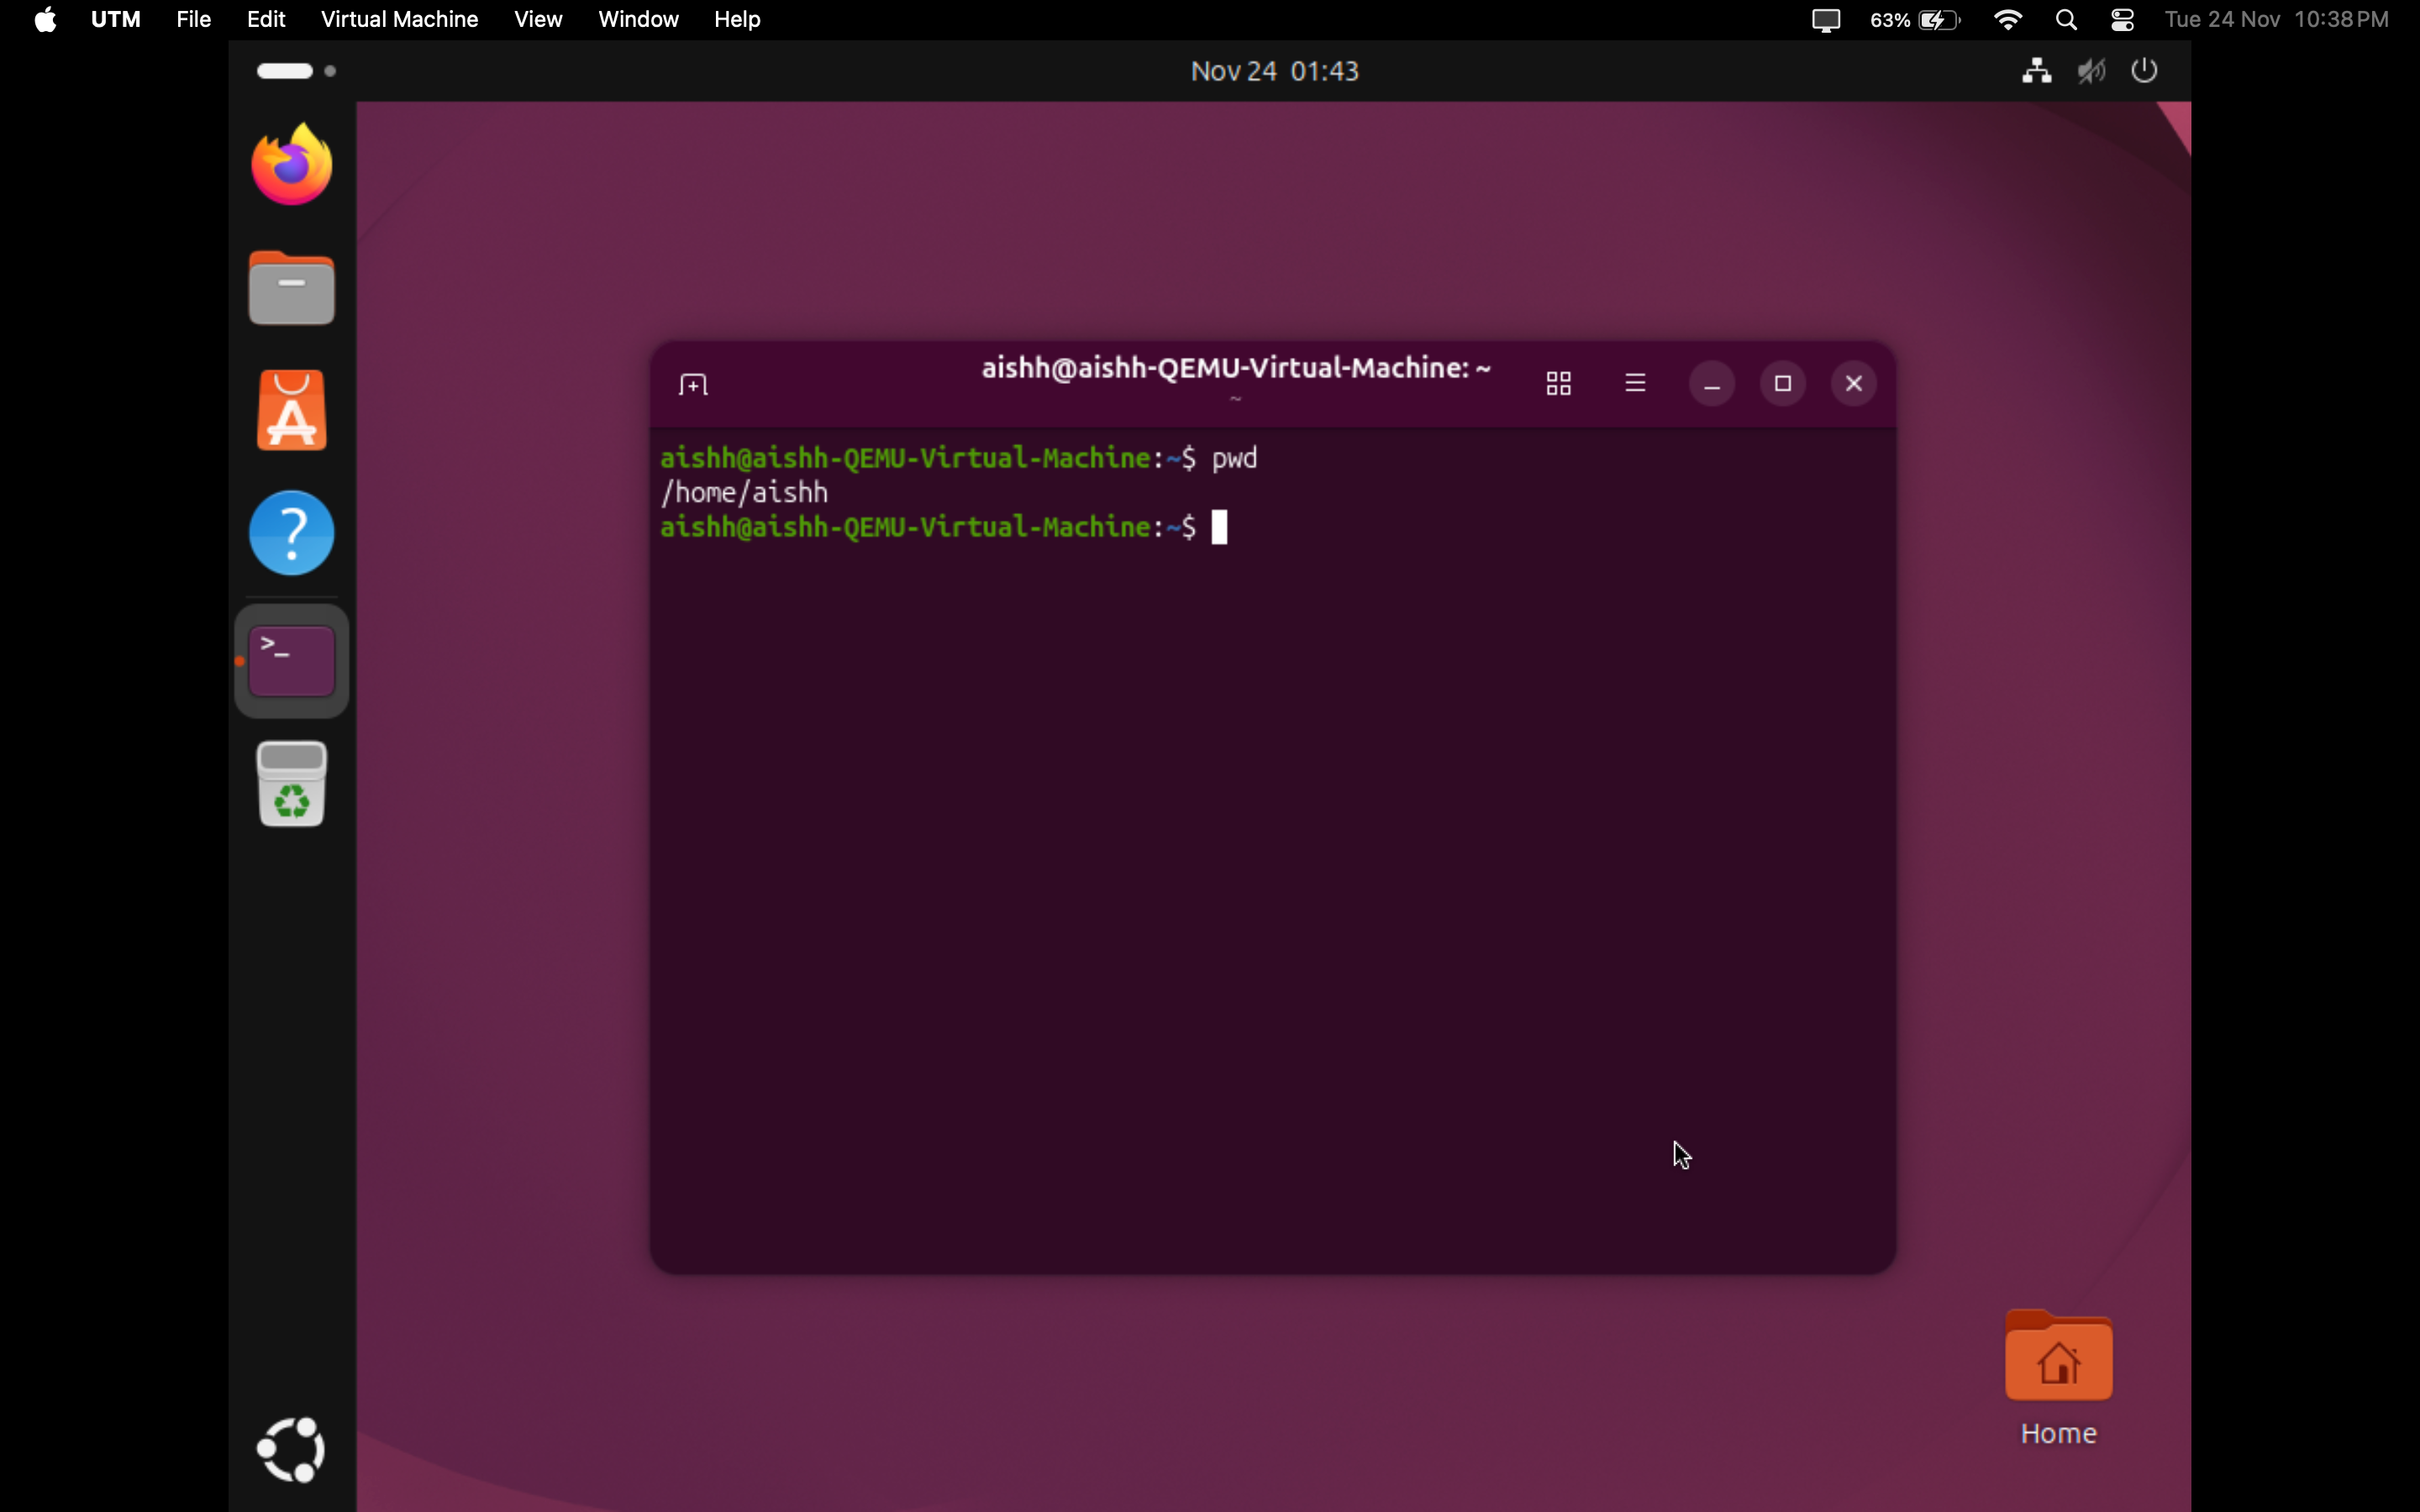 UTM File Edit Virtual Machine View Window Help 63% Tue 24 Nov 10:38 PM
Nov 24 01:43
aishh@aishh-QEMU-Virtual-Machine: ~
~
aishh@aishh-QEMU-Virtual-Machine:~$ pwd
/home/aishh
aishh@aishh-QEMU-Virtual-Machine:~$
Home